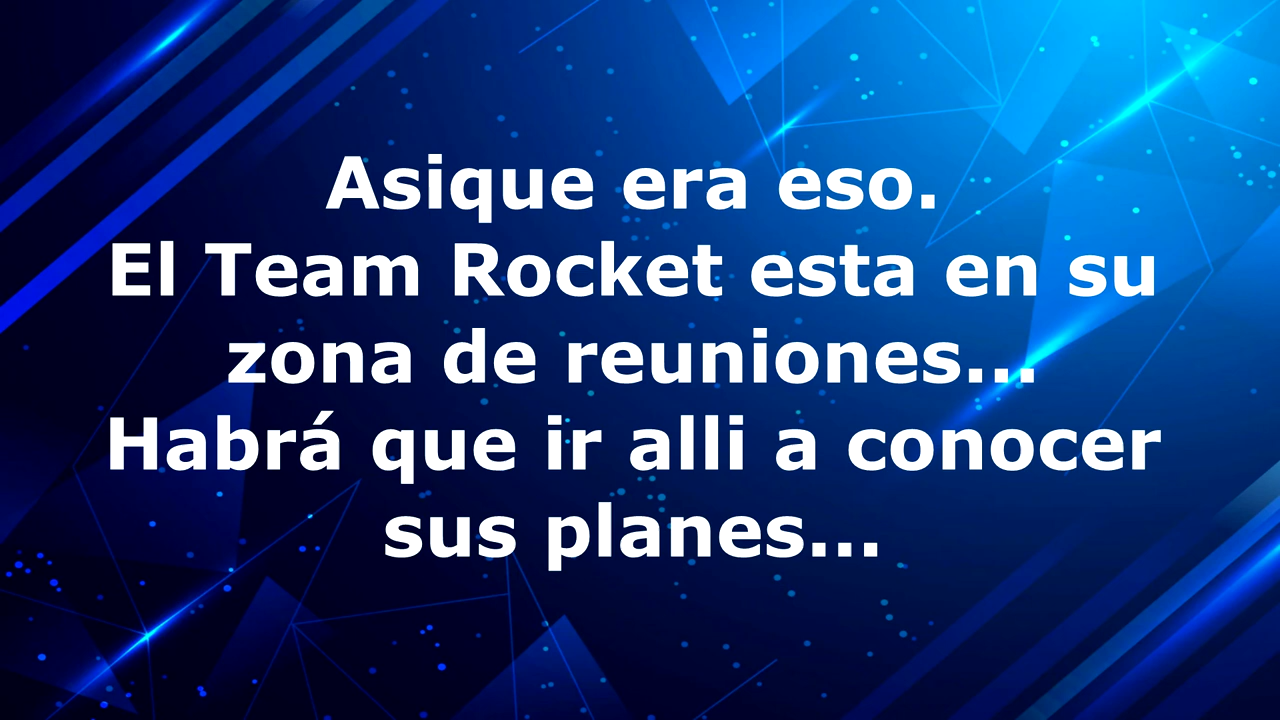 Asique era eso.
El Team Rocket esta en su
zona de reuniones...
Habrá que ir alli a conocer
sus planes...